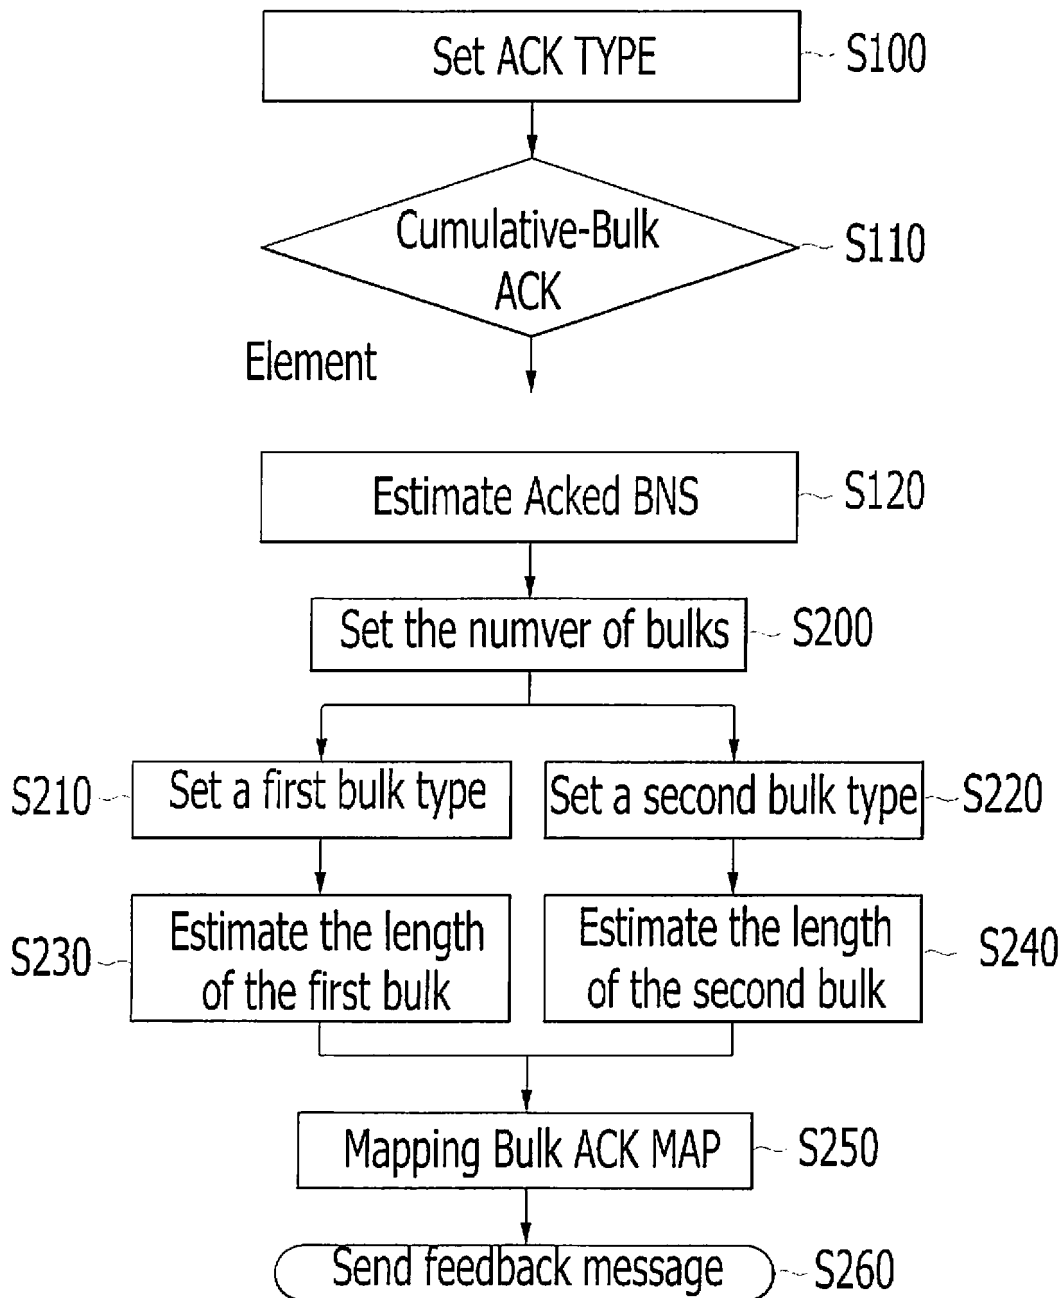 Set ACK TYPE
S100
Cumulative-Bulk
ACK
S110
Element
Estimate Acked BNS
S120
Set the numver of bulks
S200
S210
Set a first bulk type
Set a second bulk type
S220
S230
Estimate the length
of the first bulk
Estimate the length
of the second bulk
S240
Mapping Bulk ACK MAP
S250
Send feedback message
S260